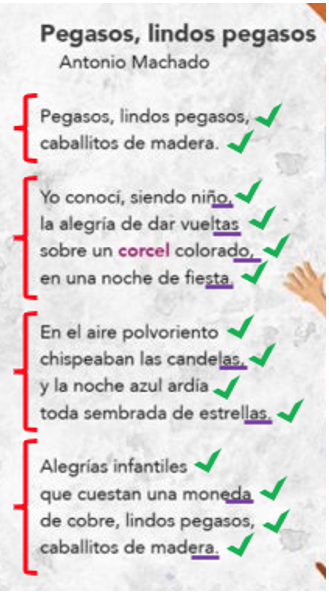 Pegasos, lindos pegasos
Antonio Machado
Pegasos, lindos pegasos,
caballitos de madera.
Yo conocí, siendo niño,
la alegría de dar vueltas
sobre un corcel colorado,
en una noche de fiesta.
En el aire polvoriento
chispeaban las candelas,
y la noche azul ardía
toda sembrada de estrellas.
Alegrías infantiles
que cuestan una moneda
de cobre, lindos pegasos,
caballitos de madera.